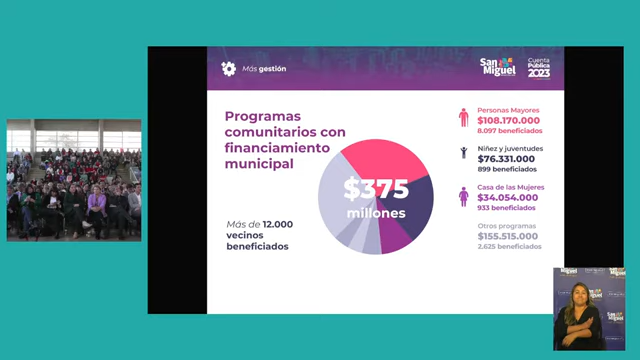 Más gestión
San
Miguel
Cuenta
Pública
2023
Programas
comunitarios con
financiamiento
municipal
$375
millones
Más de 12.000
vecinos
beneficiados
Personas Mayores
$108.170.000
8.097 beneficiados
Niñez y juventudes
$76.331.000
899 beneficiados
Casa de las Mujeres
$34.054.000
933 beneficiados
Otros programas
$155.515.000
2.625 beneficiados
San
Miguel